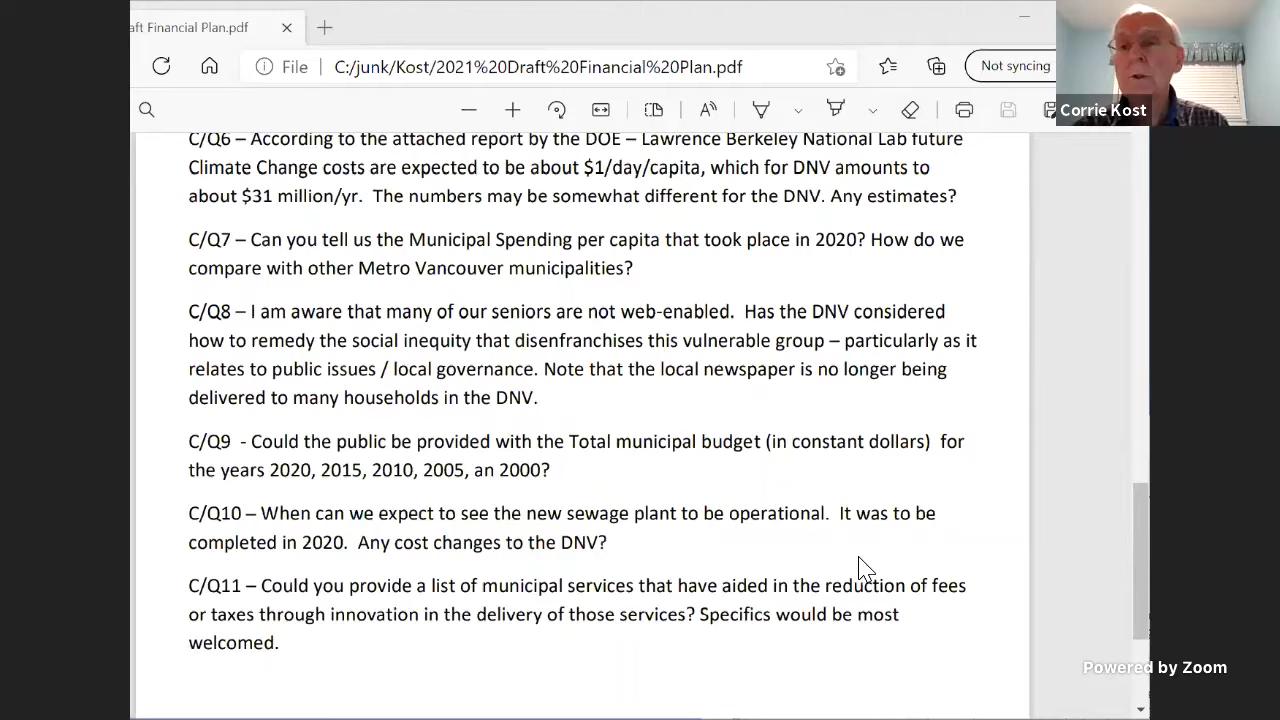 aft Financial Plan.pdf
File C:/junk/Kost/2021%20Draft%20Financial%20Plan.pdf
Not syncing
Corrie Kost
C/Q6 – According to the attached report by the DOE – Lawrence Berkeley National Lab future
Climate Change costs are expected to be about $1/day/capita, which for DNV amounts to
about $31 million/yr. The numbers may be somewhat different for the DNV. Any estimates?
C/Q7 – Can you tell us the Municipal Spending per capita that took place in 2020? How do we
compare with other Metro Vancouver municipalities?
C/Q8 – I am aware that many of our seniors are not web-enabled. Has the DNV considered
how to remedy the social inequity that disenfranchises this vulnerable group – particularly as it
relates to public issues / local governance. Note that the local newspaper is no longer being
delivered to many households in the DNV.
C/Q9 - Could the public be provided with the Total municipal budget (in constant dollars) for
the years 2020, 2015, 2010, 2005, an 2000?
C/Q10 – When can we expect to see the new sewage plant to be operational. It was to be
completed in 2020. Any cost changes to the DNV?
C/Q11 – Could you provide a list of municipal services that have aided in the reduction of fees
or taxes through innovation in the delivery of those services? Specifics would be most
welcomed.
Powered by Zoom